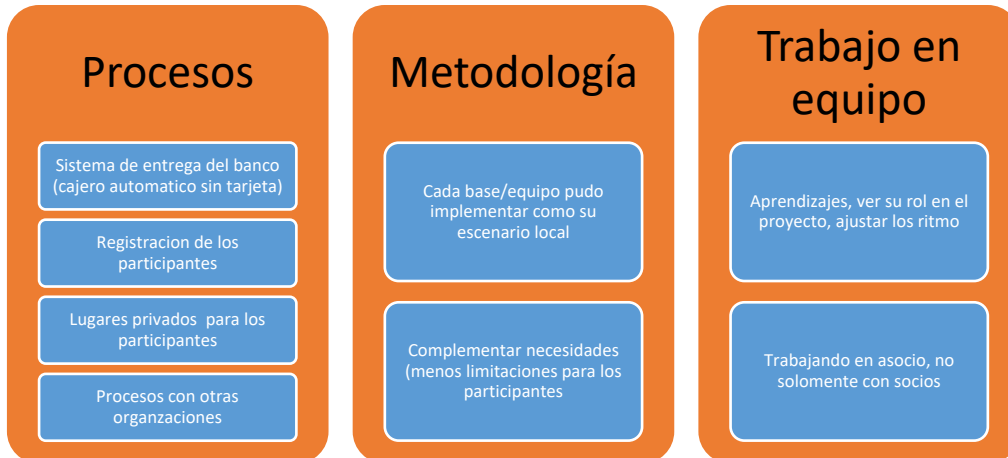 Procesos
Sistema de entrega del banco
(cajero automatico sin tarjeta)
Registracion de los
participantes
Lugares privados  para los
participantes
Procesos con otras
organzaciones
Metodología
Cada base/equipo pudo
implementar como su
escenario local
Complementar necesidades
(menos limitaciones para los
participantes
Trabajo en
equipo
Aprendizajes, ver su rol en el
proyecto, ajustar los ritmo
Trabajando en asocio, no
solomente con socios